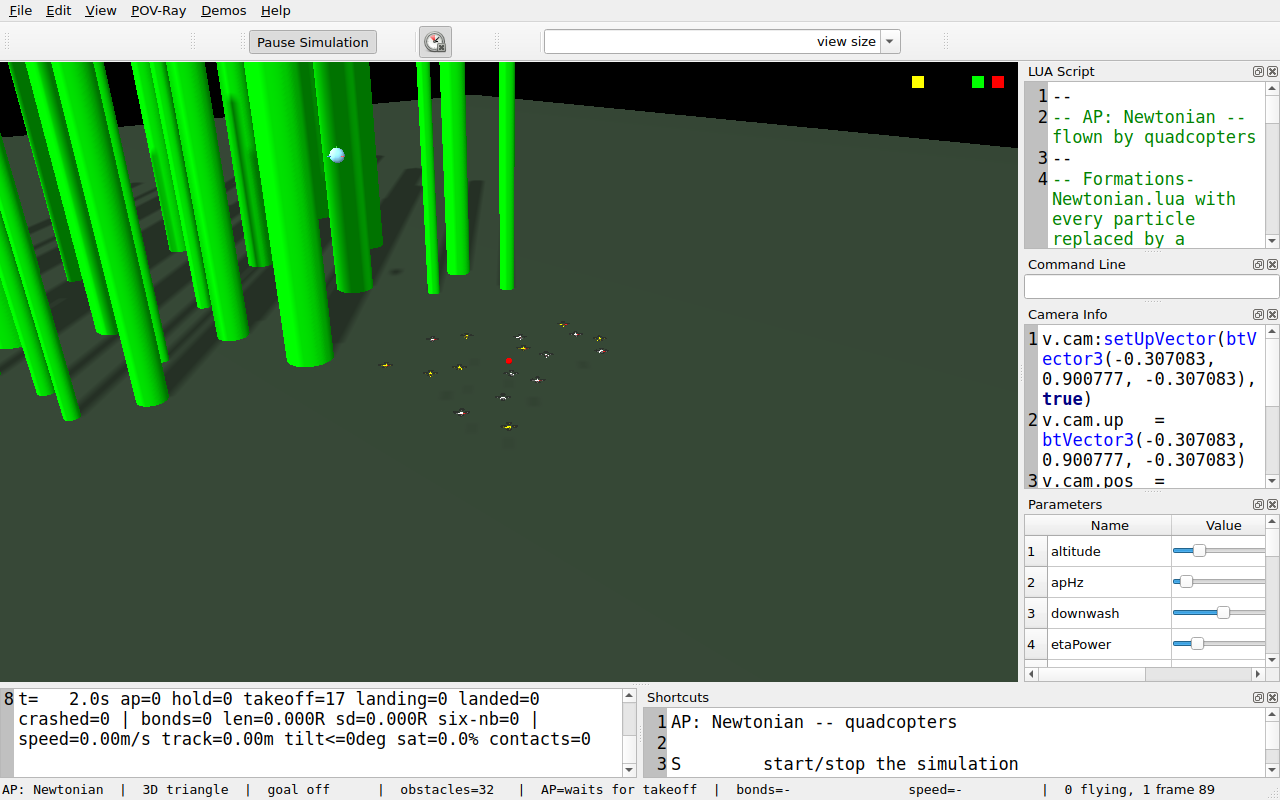 File Edit View POV-Ray Demos Help
Pause Simulation
view size
LUA Script
1 --
2 -- AP: Newtonian --
flown by quadcopters
3 --
4 -- Formations-
Newtonian.lua with
every particle
replaced by a
Command Line
Camera Info
1 v.cam:setUpVector(btV
ector3(-0.307083,
0.900777, -0.307083),
true)
2 v.cam.up   =
btVector3(-0.307083,
0.900777, -0.307083)
3 v.cam.pos  =
Parameters
Name Value
1 altitude
2 apHz
3 downwash
4 etaPower
8 t=   2.0s ap=0 hold=0 takeoff=17 landing=0 landed=0
crashed=0 | bonds=0 len=0.000R sd=0.000R six-nb=0 |
speed=0.00m/s track=0.00m tilt<=0deg sat=0.0% contacts=0
Shortcuts
1 AP: Newtonian -- quadcopters
2
3 S        start/stop the simulation
AP: Newtonian  |  3D triangle  |  goal off     |  obstacles=32   |  AP=waits for takeoff  |  bonds=-               speed=-          |  0 flying, 1 frame 89